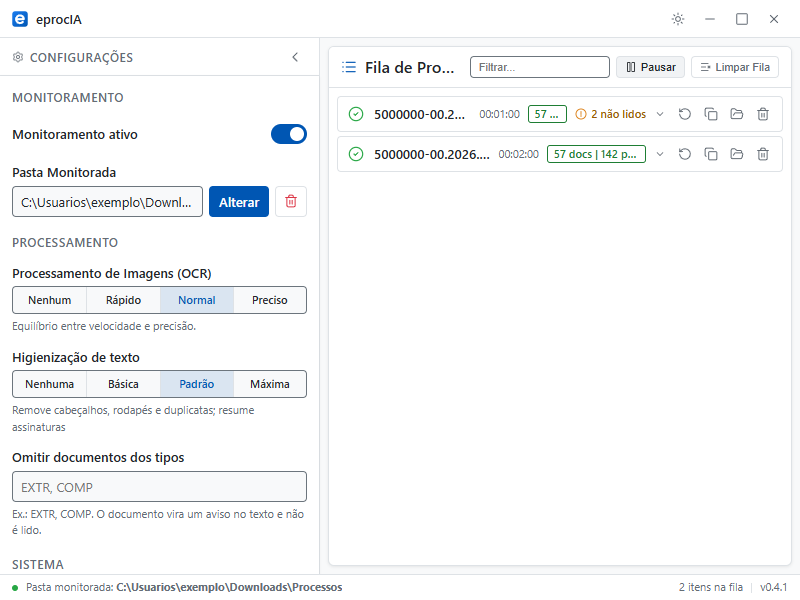 eprocIA
CONFIGURAÇÕES
MONITORAMENTO
Monitoramento ativo
Pasta Monitorada
C:\Usuarios\exemplo\Downl...
Alterar
PROCESSAMENTO
Processamento de Imagens (OCR)
Nenhum Rápido Normal Preciso
Equilíbrio entre velocidade e precisão.
Higienização de texto
Nenhuma Básica Padrão Máxima
Remove cabeçalhos, rodapés e duplicatas; resume
assinaturas
Omitir documentos dos tipos
EXTR, COMP
Ex.: EXTR, COMP. O documento vira um aviso no texto e não
é lido.
SISTEMA
Fila de Pro...
Filtrar...
Pausar
Limpar Fila
5000000-00.2... 00:01:00 57 ... 2 não lidos
5000000-00.2026.... 00:02:00 57 docs | 142 p...
Pasta monitorada: C:\Usuarios\exemplo\Downloads\Processos
2 itens na fila v0.4.1